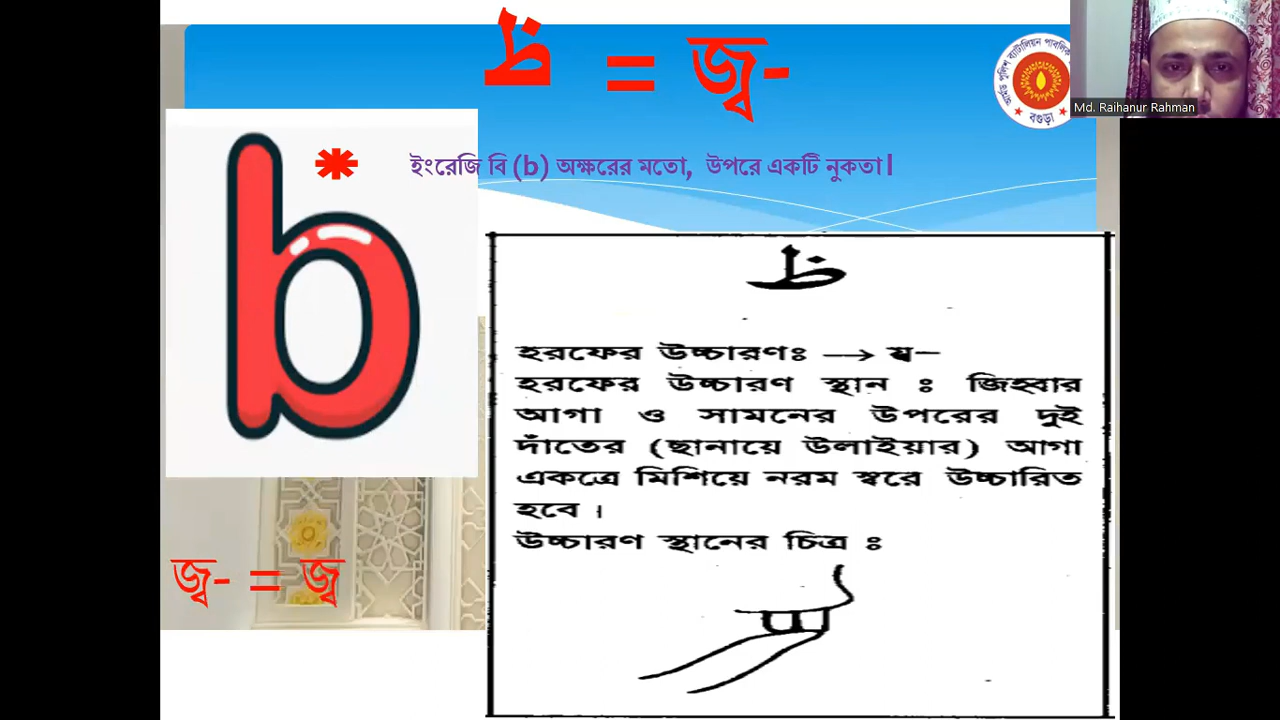 ظ = জ্ব-
Md. Raihanur Rahman
বগুড়া
b
ইংরেজি বি (b) অক্ষরের মতো, উপরে একটি নুকতা।
ظ
হরফের উচ্চারণঃ →
হরফের উচ্চারণ স্থান ঃ জিহ্বার
আগা ও সামনের উপরের দুই
দাঁতের (ছানায়ে উলাইয়ার) আগা
একত্রে মিশিয়ে নরম স্বরে উচ্চারিত
হবে।
উচ্চারণ স্থানের চিত্র ঃ
জ্ব- = জ্ব